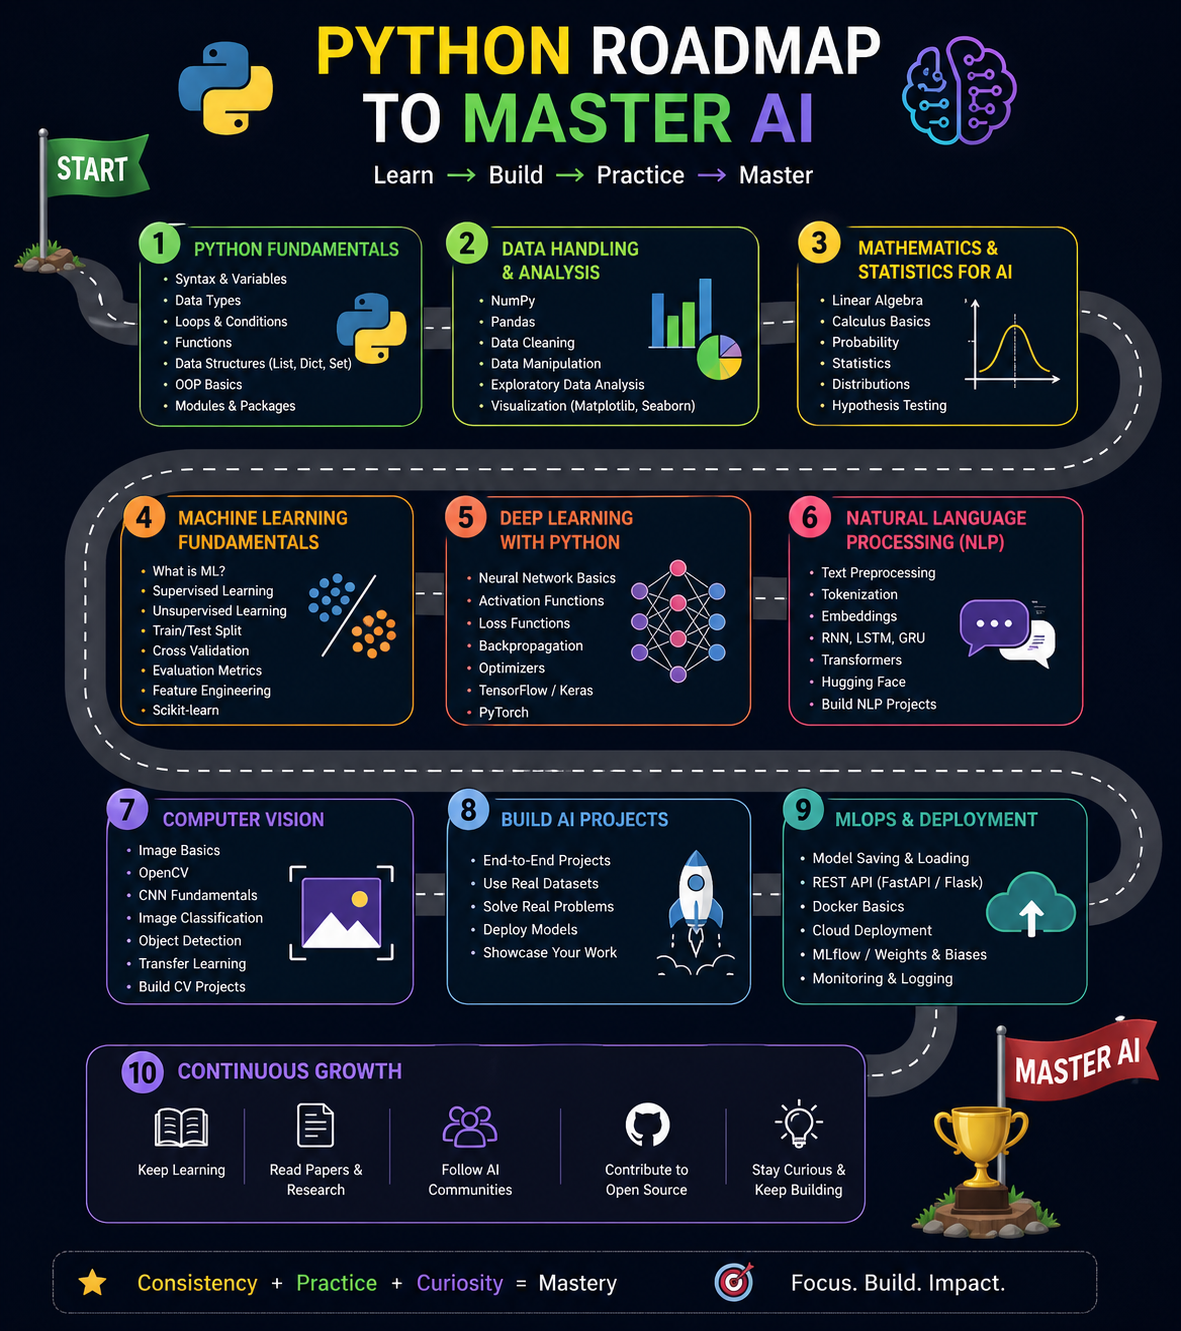 PYTHON ROADMAP
TO MASTER AI
Learn → Build → Practice → Master
START
1 PYTHON FUNDAMENTALS
• Syntax & Variables
• Data Types
• Loops & Conditions
• Functions
• Data Structures (List, Dict, Set)
• OOP Basics
• Modules & Packages
2 DATA HANDLING
& ANALYSIS
• NumPy
• Pandas
• Data Cleaning
• Data Manipulation
• Exploratory Data Analysis
• Visualization (Matplotlib, Seaborn)
3 MATHEMATICS &
STATISTICS FOR AI
• Linear Algebra
• Calculus Basics
• Probability
• Statistics
• Distributions
• Hypothesis Testing
4 MACHINE LEARNING
FUNDAMENTALS
• What is ML?
• Supervised Learning
• Unsupervised Learning
• Train/Test Split
• Cross Validation
• Evaluation Metrics
• Feature Engineering
• Scikit-learn
5 DEEP LEARNING
WITH PYTHON
• Neural Network Basics
• Activation Functions
• Loss Functions
• Backpropagation
• Optimizers
• TensorFlow / Keras
• PyTorch
6 NATURAL LANGUAGE
PROCESSING (NLP)
• Text Preprocessing
• Tokenization
• Embeddings
• RNN, LSTM, GRU
• Transformers
• Hugging Face
• Build NLP Projects
7 COMPUTER VISION
• Image Basics
• OpenCV
• CNN Fundamentals
• Image Classification
• Object Detection
• Transfer Learning
• Build CV Projects
8 BUILD AI PROJECTS
• End-to-End Projects
• Use Real Datasets
• Solve Real Problems
• Deploy Models
• Showcase Your Work
9 MLOPS & DEPLOYMENT
• Model Saving & Loading
• REST API (FastAPI / Flask)
• Docker Basics
• Cloud Deployment
• MLflow / Weights & Biases
• Monitoring & Logging
10 CONTINUOUS GROWTH
Keep Learning
Read Papers &
Research
Follow AI
Communities
Contribute to
Open Source
Stay Curious &
Keep Building
MASTER AI
Consistency + Practice + Curiosity = Mastery
Focus. Build. Impact.